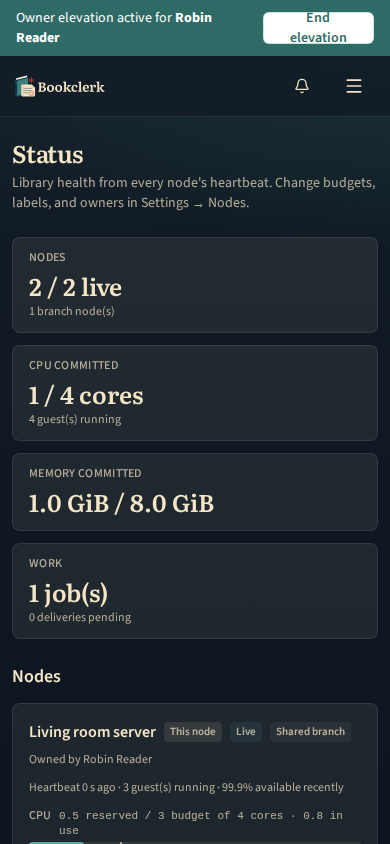 Owner elevation active for Robin
Reader
End
elevation
Bookclerk
Status
Library health from every node's heartbeat. Change budgets,
labels, and owners in Settings → Nodes.
NODES
2 / 2 live
1 branch node(s)
CPU COMMITTED
1 / 4 cores
4 guest(s) running
MEMORY COMMITTED
1.0 GiB / 8.0 GiB
WORK
1 job(s)
0 deliveries pending
Nodes
Living room server This node Live Shared branch
Owned by Robin Reader
Heartbeat 0 s ago · 3 guest(s) running · 99.9% available recently
CPU 0.5 reserved / 3 budget of 4 cores · 0.8 in
use